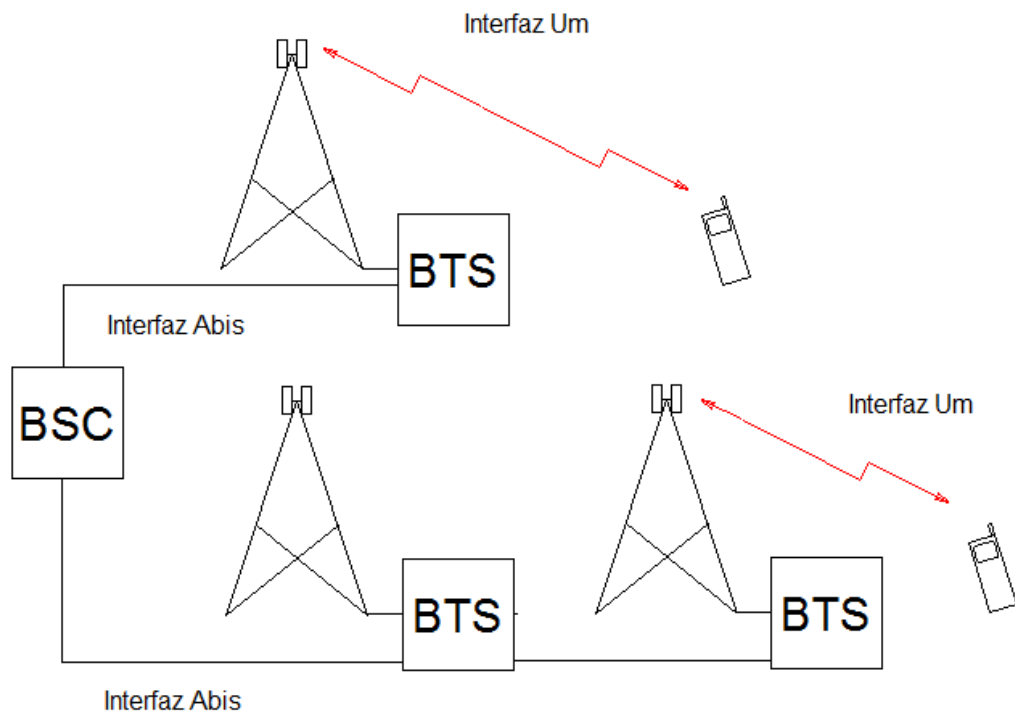 Interfaz Um
BTS
Interfaz Abis
BSC
Interfaz Um
BTS
BTS
Interfaz Abis